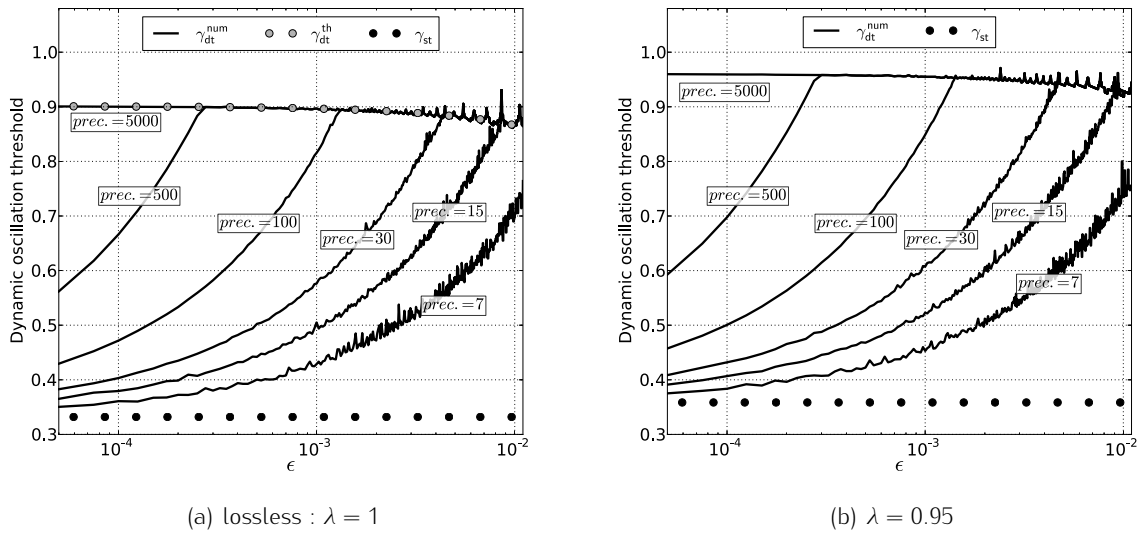 γ_dt^num γ_dt^th γ_st
Dynamic oscillation threshold
1.0
0.9
0.8
0.7
0.6
0.5
0.4
0.3
prec. =5000
prec. =500
prec. =100
prec. =30
prec. =15
prec. =7
10^-4 10^-3 10^-2
ϵ
(a) lossless : λ = 1
γ_dt^num γ_st
Dynamic oscillation threshold
1.0
0.9
0.8
0.7
0.6
0.5
0.4
0.3
prec. =5000
prec. =500
prec. =100
prec. =30
prec. =15
prec. =7
10^-4 10^-3 10^-2
ϵ
(b) λ = 0.95